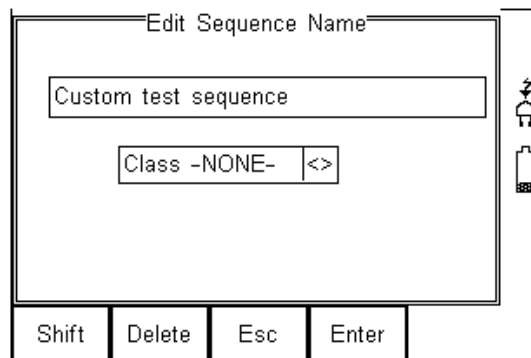 Edit Sequence Name
Custom test sequence
Class -NONE- <>
Shift Delete Esc Enter